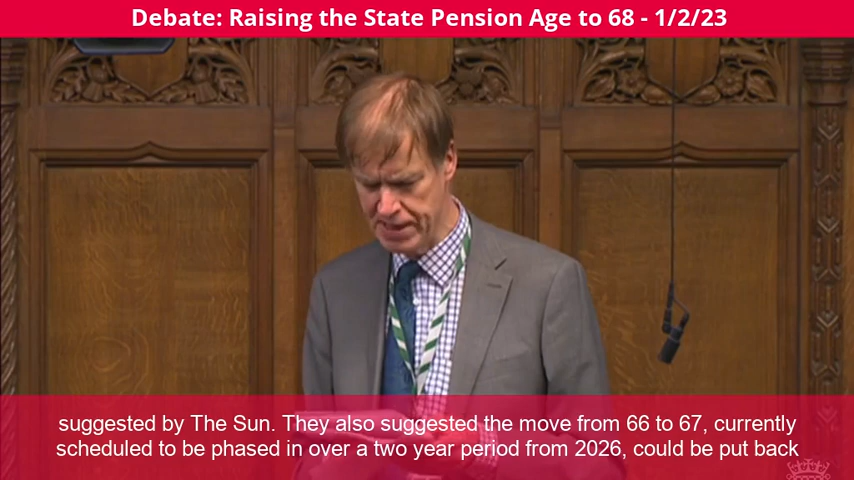 Debate: Raising the State Pension Age to 68 - 1/2/23
suggested by The Sun. They also suggested the move from 66 to 67, currently
scheduled to be phased in over a two year period from 2026, could be put back